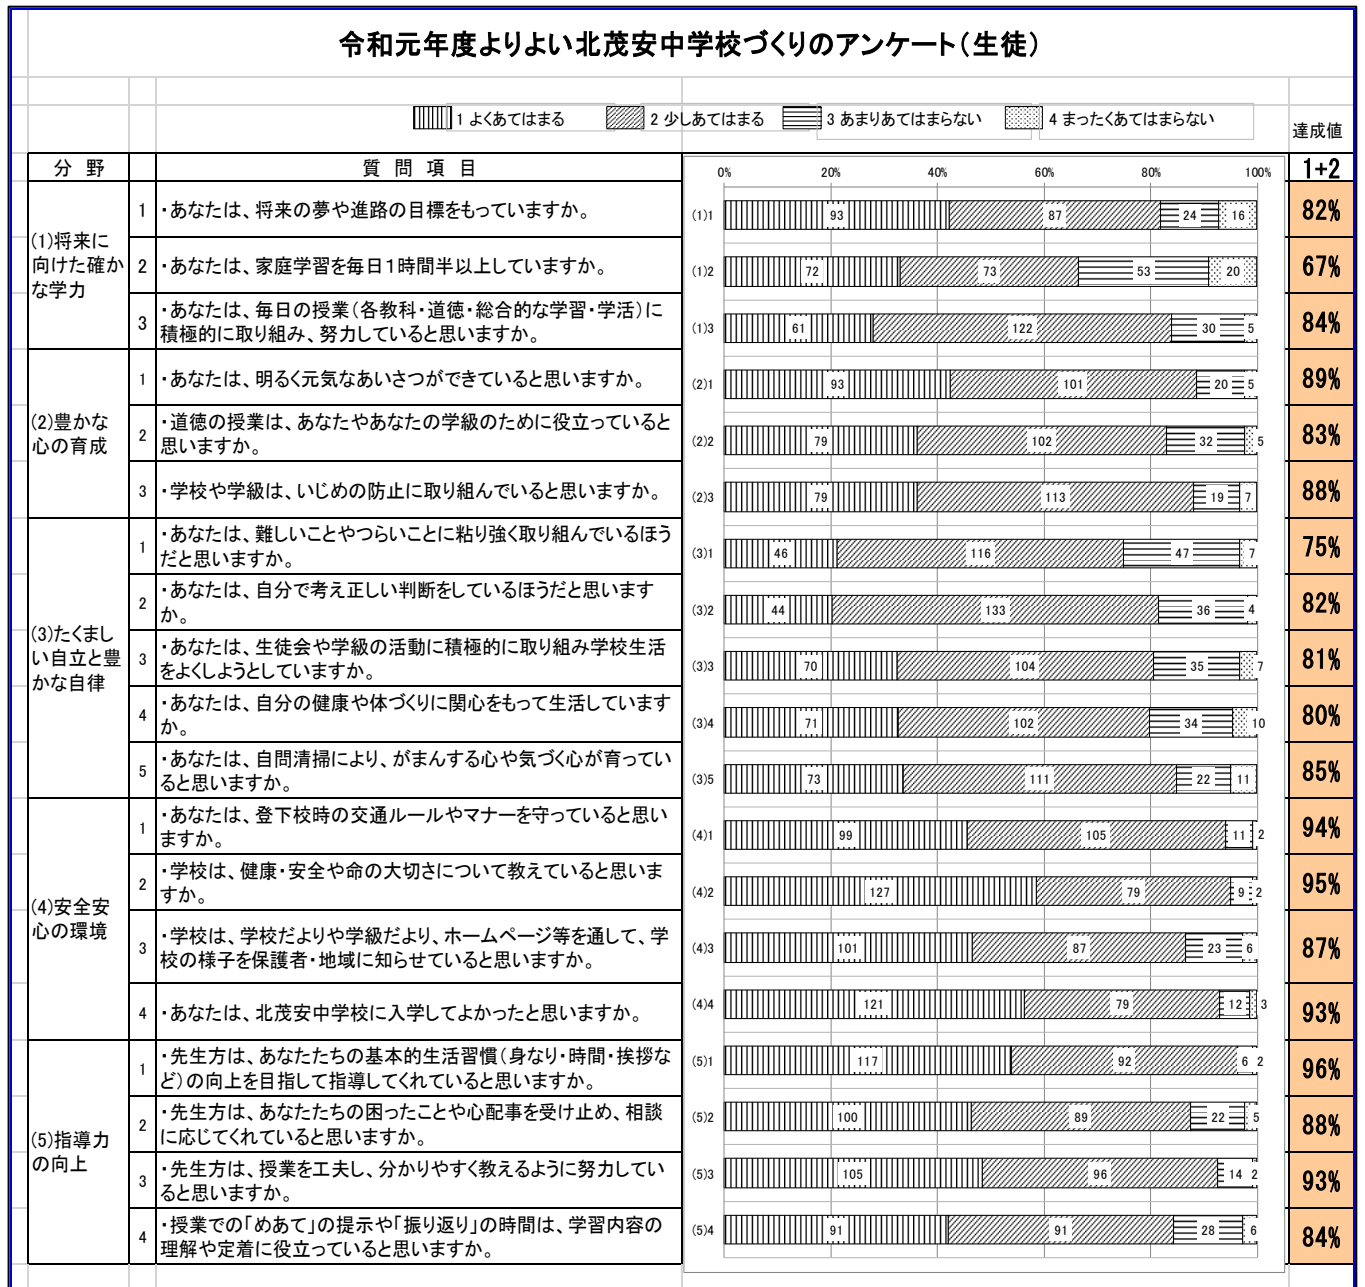 令和元年度よりよい北茂安中学校づくりのアンケート（生徒）
1 よくあてはまる 2 少しあてはまる 3 あまりあてはまらない 4 まったくあてはまらない
達成値
分 野 質 問 項 目 0% 20% 40% 60% 80% 100% 1+2
(1)将来に
向けた確か
な学力
1 ・あなたは、将来の夢や進路の目標をもっていますか。
(1)1 93 87 24 16 82%
2 ・あなたは、家庭学習を毎日１時間半以上していますか。
(1)2 72 73 53 20 67%
3 ・あなたは、毎日の授業（各教科・道徳・総合的な学習・学活）に
積極的に取り組み、努力していると思いますか。
(1)3 61 122 30 5 84%
(2)豊かな
心の育成
1 ・あなたは、明るく元気なあいさつができていると思いますか。
(2)1 93 101 20 5 89%
2 ・道徳の授業は、あなたやあなたの学級のために役立っていると
思いますか。
(2)2 79 102 32 5 83%
3 ・学校や学級は、いじめの防止に取り組んでいると思いますか。
(2)3 79 113 19 7 88%
(3)たくまし
い自立と豊
かな自律
1 ・あなたは、難しいことやつらいことに粘り強く取り組んでいるほう
だと思いますか。
(3)1 46 116 47 7 75%
2 ・あなたは、自分で考え正しい判断をしているほうだと思います
か。
(3)2 44 133 36 4 82%
3 ・あなたは、生徒会や学級の活動に積極的に取り組み学校生活
をよくしようとしていますか。
(3)3 70 104 35 7 81%
4 ・あなたは、自分の健康や体づくりに関心をもって生活しています
か。
(3)4 71 102 34 10 80%
5 ・あなたは、自問清掃により、がまんする心や気づく心が育ってい
ると思いますか。
(3)5 73 111 22 11 85%
(4)安全安
心の環境
1 ・あなたは、登下校時の交通ルールやマナーを守っていると思い
ますか。
(4)1 99 105 11 2 94%
2 ・学校は、健康・安全や命の大切さについて教えていると思いま
すか。
(4)2 127 79 9 2 95%
3 ・学校は、学校だよりや学級だより、ホームページ等を通して、学
校の様子を保護者・地域に知らせていると思いますか。
(4)3 101 87 23 6 87%
4 ・あなたは、北茂安中学校に入学してよかったと思いますか。
(4)4 121 79 12 3 93%
(5)指導力
の向上
1 ・先生方は、あなたたちの基本的生活習慣（身なり・時間・挨拶な
ど）の向上を目指して指導してくれていると思いますか。
(5)1 117 92 6 2 96%
2 ・先生方は、あなたたちの困ったことや心配事を受け止め、相談
に応じてくれていると思いますか。
(5)2 100 89 22 5 88%
3 ・先生方は、授業を工夫し、分かりやすく教えるように努力してい
ると思いますか。
(5)3 105 96 14 2 93%
4 ・授業での「めあて」の提示や「振り返り」の時間は、学習内容の
理解や定着に役立っていると思いますか。
(5)4 91 91 28 6 84%